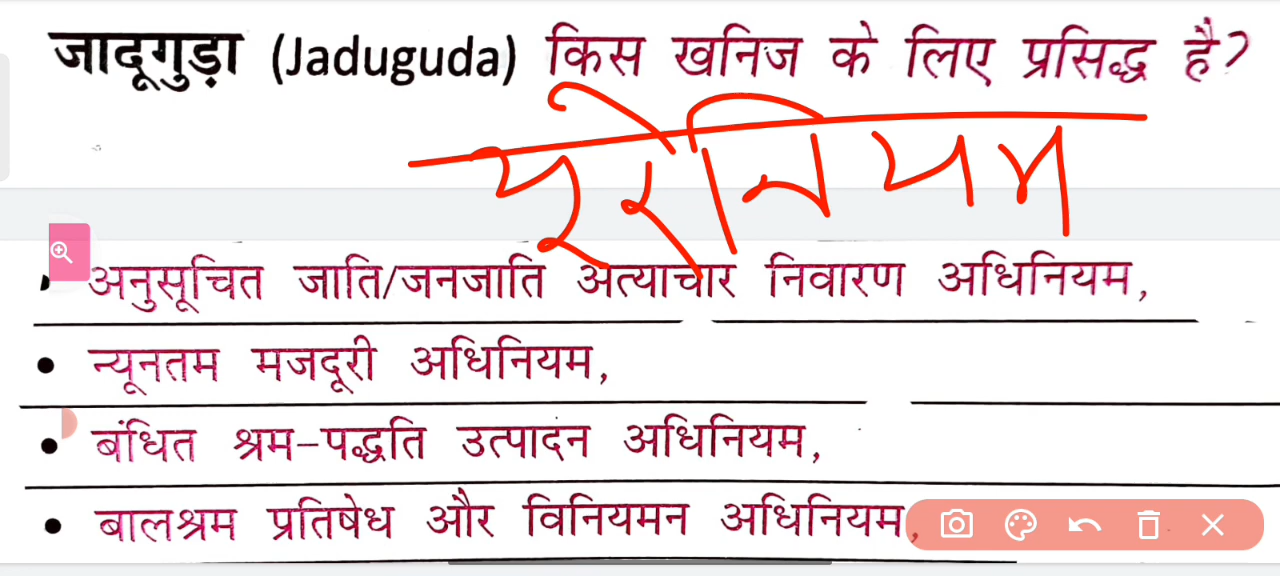 जादूगुड़ा (Jaduguda) किस खनिज के लिए प्रसिद्ध है?
यूरेनियम
अनुसूचित जाति/जनजाति अत्याचार निवारण अधिनियम,
• न्यूनतम मजदूरी अधिनियम,
• बंधित श्रम-पद्धति उत्पादन अधिनियम,
• बालश्रम प्रतिषेध और विनियमन अधिनियम,